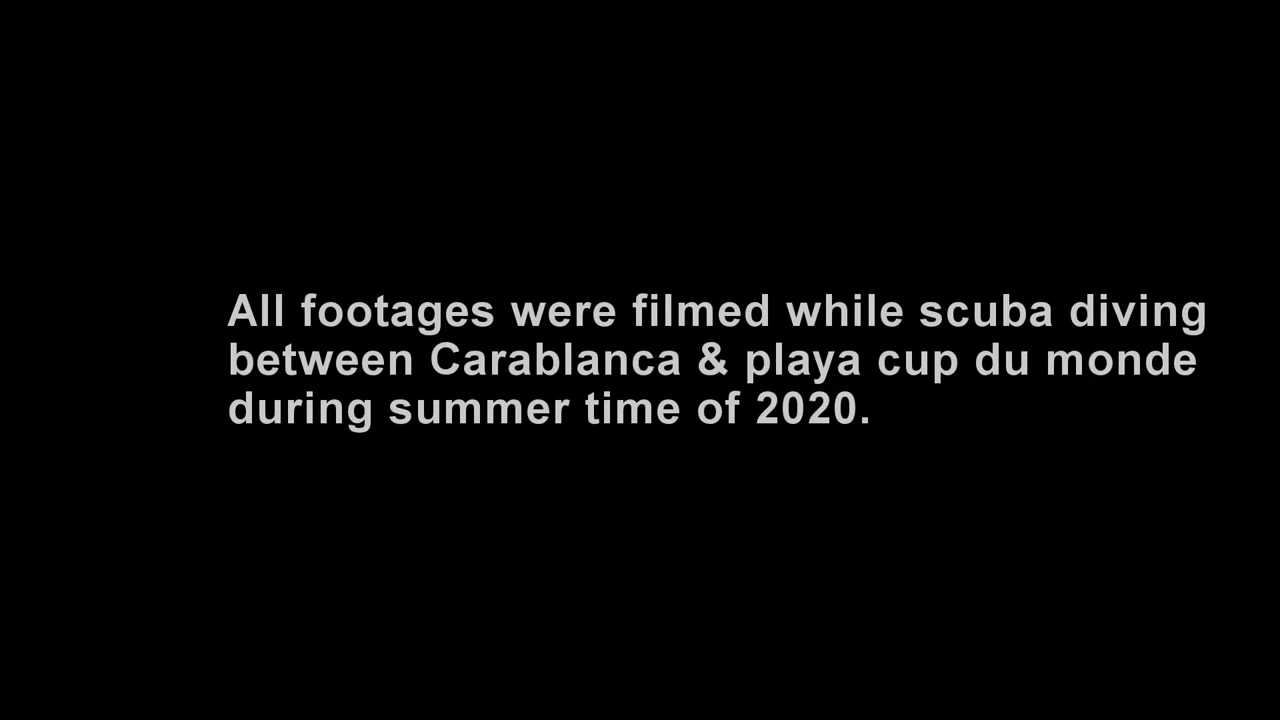 All footages were filmed while scuba diving
between Carablanca & playa cup du monde
during summer time of 2020.